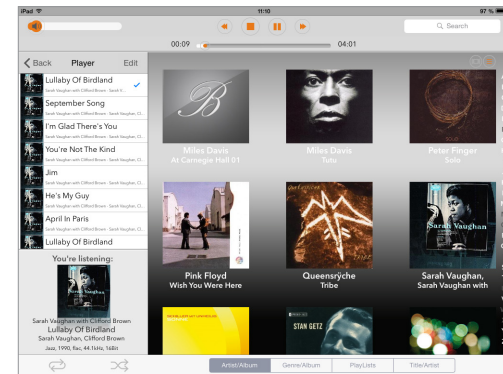 iPad
11:10
97 %
Search
00:09
04:01
Back
Player
Edit
Lullaby Of Birdland
Sarah Vaughan with Clifford Brown - Sarah V...
September Song
Sarah Vaughan with Clifford Brown - Sarah Vaughan, Cl...
I'm Glad There's You
Sarah Vaughan with Clifford Brown - Sarah Vaughan, Cl...
You're Not The Kind
Sarah Vaughan with Clifford Brown - Sarah Vaughan, Cl...
Jim
Sarah Vaughan with Clifford Brown - Sarah Vaughan, Cl...
He's My Guy
Sarah Vaughan with Clifford Brown - Sarah Vaughan, Cl...
April In Paris
Sarah Vaughan with Clifford Brown - Sarah Vaughan, Cl...
Lullaby Of Birdland
You're listening:
Sarah Vaughan
Sarah Vaughan with Clifford Brown
Lullaby Of Birdland
Jazz, 1990, flac, 44.1kHz, 16Bit
B
Miles Davis
At Carnegie Hall 01
Miles Davis
Tutu
Peter Finger
Solo
Pink Floyd
Wish You Were Here
Queensrÿche
Tribe
Sarah Vaughan
Sarah Vaughan,
Sarah Vaughan with
STAN GETZ
Artist/Album
Genre/Album
PlayLists
Title/Artist